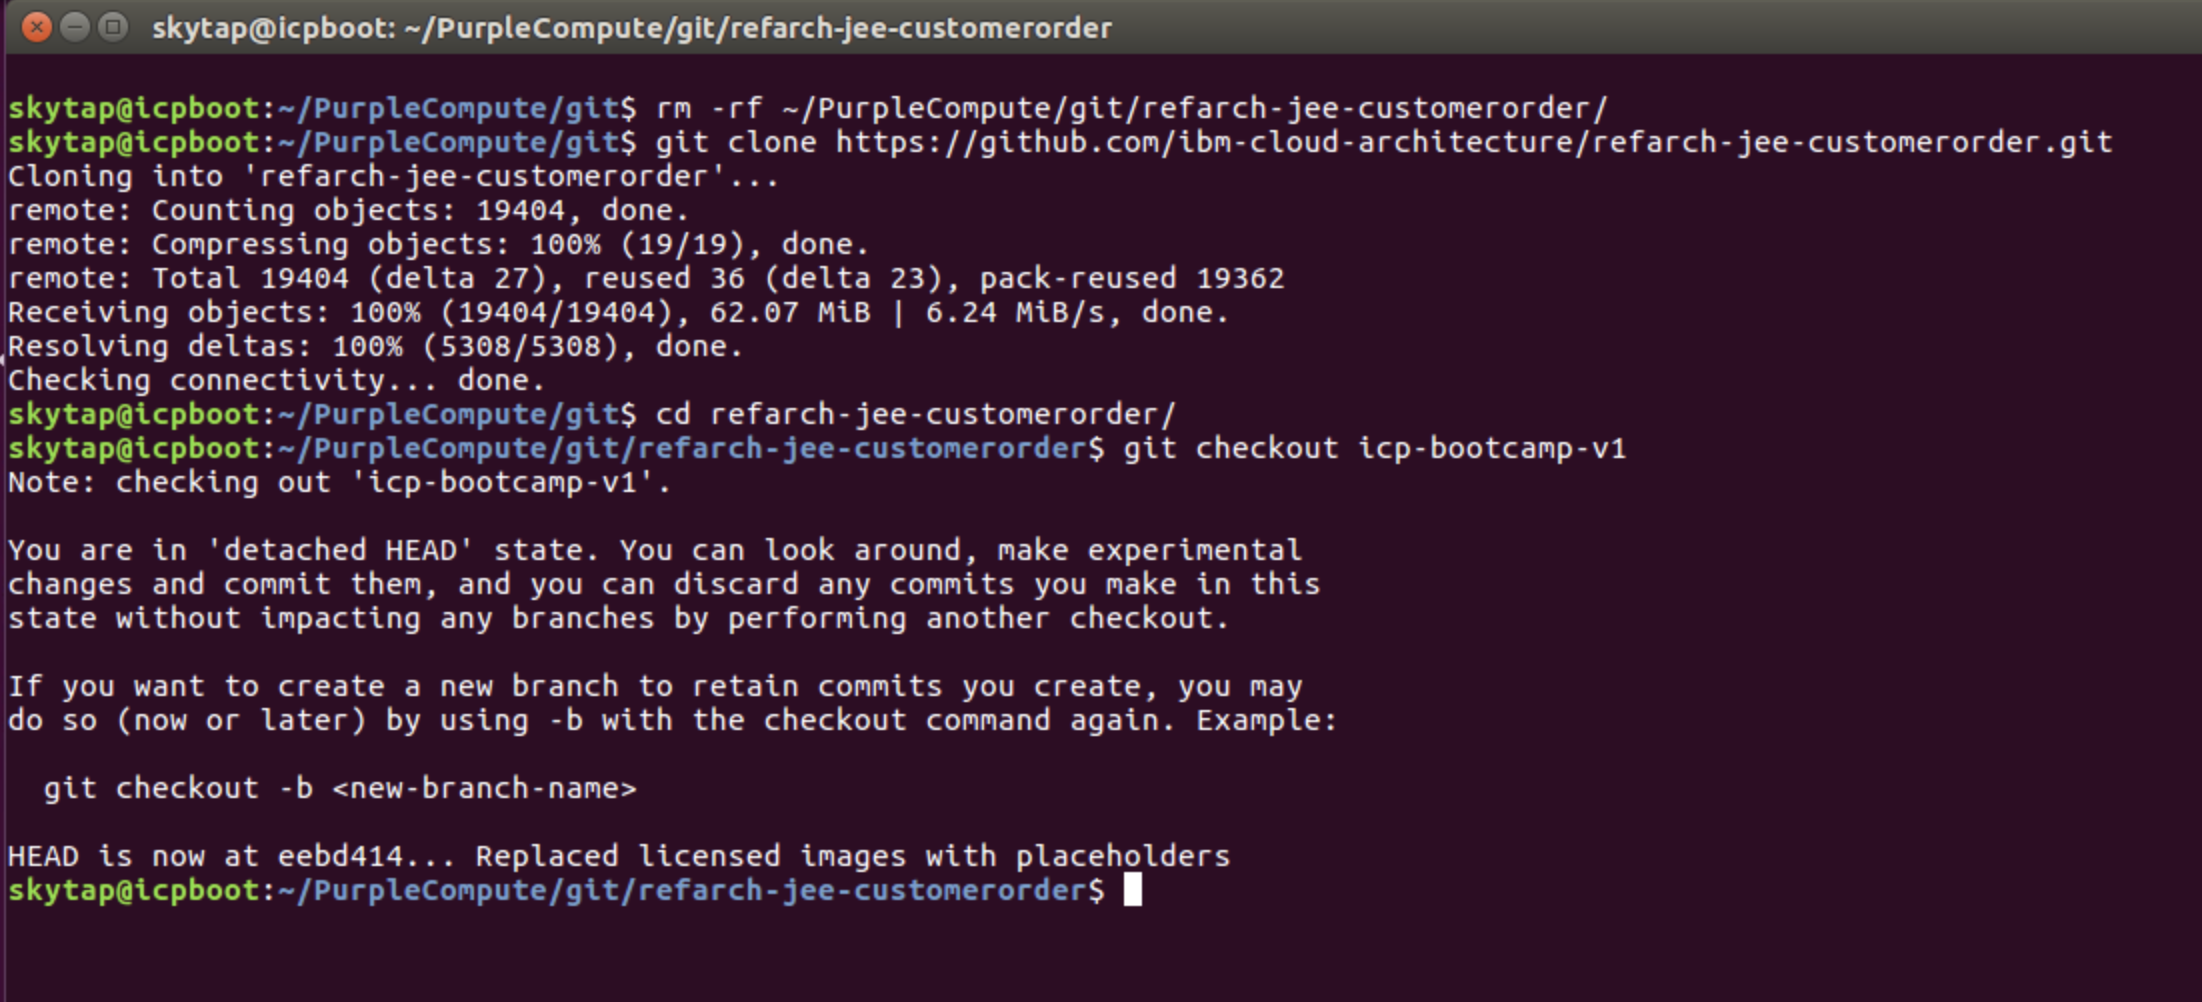 skytap@icpboot: ~/PurpleCompute/git/refarch-jee-customerorder
skytap@icpboot:~/PurpleCompute/git$ rm -rf ~/PurpleCompute/git/refarch-jee-customerorder/
skytap@icpboot:~/PurpleCompute/git$ git clone https://github.com/ibm-cloud-architecture/refarch-jee-customerorder.git
Cloning into 'refarch-jee-customerorder'...
remote: Counting objects: 19404, done.
remote: Compressing objects: 100% (19/19), done.
remote: Total 19404 (delta 27), reused 36 (delta 23), pack-reused 19362
Receiving objects: 100% (19404/19404), 62.07 MiB | 6.24 MiB/s, done.
Resolving deltas: 100% (5308/5308), done.
Checking connectivity... done.
skytap@icpboot:~/PurpleCompute/git$ cd refarch-jee-customerorder/
skytap@icpboot:~/PurpleCompute/git/refarch-jee-customerorder$ git checkout icp-bootcamp-v1
Note: checking out 'icp-bootcamp-v1'.
You are in 'detached HEAD' state. You can look around, make experimental
changes and commit them, and you can discard any commits you make in this
state without impacting any branches by performing another checkout.
If you want to create a new branch to retain commits you create, you may
do so (now or later) by using -b with the checkout command again. Example:
git checkout -b <new-branch-name>
HEAD is now at eebd414... Replaced licensed images with placeholders
skytap@icpboot:~/PurpleCompute/git/refarch-jee-customerorder$